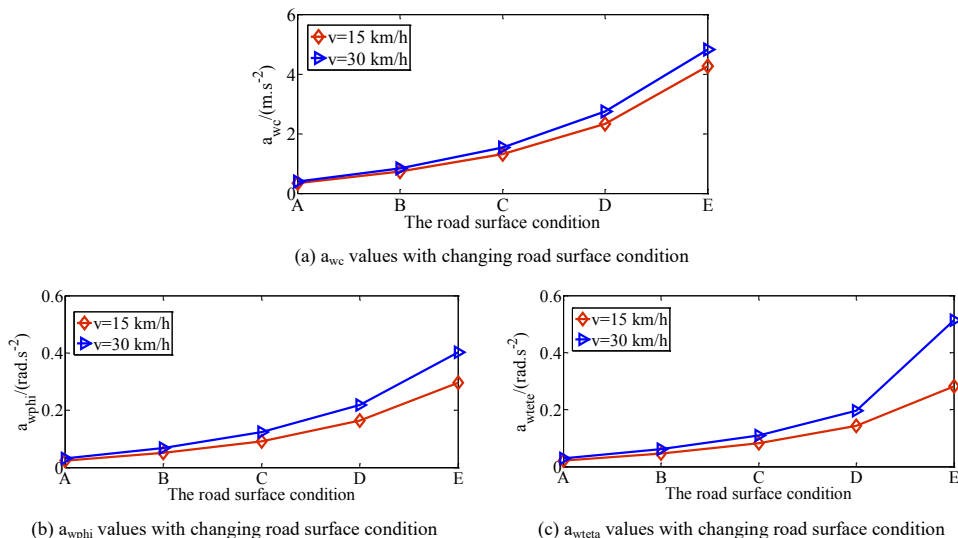 6
4
2
0
a_wc/(m.s^-2)
v=15 km/h
v=30 km/h
A B C D E
The road surface condition
(a) a_wc values with changing road surface condition
0.6
0.4
0.2
0
a_wphi/(rad.s^-2)
v=15 km/h
v=30 km/h
A B C D E
The road surface condition
(b) a_wphi values with changing road surface condition
0.6
0.4
0.2
0
a_wtete/(rad.s^-2)
v=15 km/h
v=30 km/h
A B C D E
The road surface condition
(c) a_wteta values with changing road surface condition